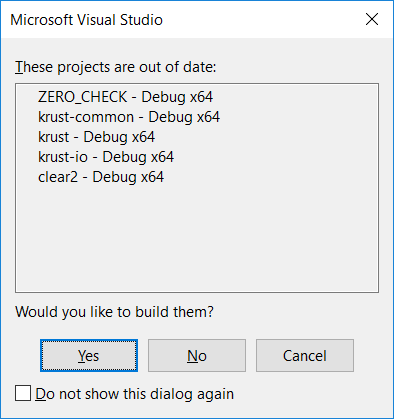 Microsoft Visual Studio
These projects are out of date:
ZERO_CHECK - Debug x64
krust-common - Debug x64
krust - Debug x64
krust-io - Debug x64
clear2 - Debug x64
Would you like to build them?
Yes No Cancel
Do not show this dialog again